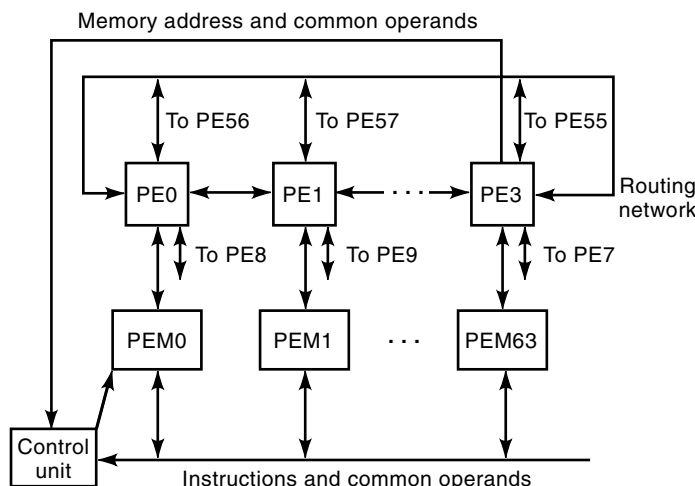 Memory address and common operands
To PE56
To PE57
To PE55
PE0
PE1
. . .
PE3
Routing
network
To PE8
To PE9
To PE7
PEM0
PEM1
. . .
PEM63
Control
unit
Instructions and common operands